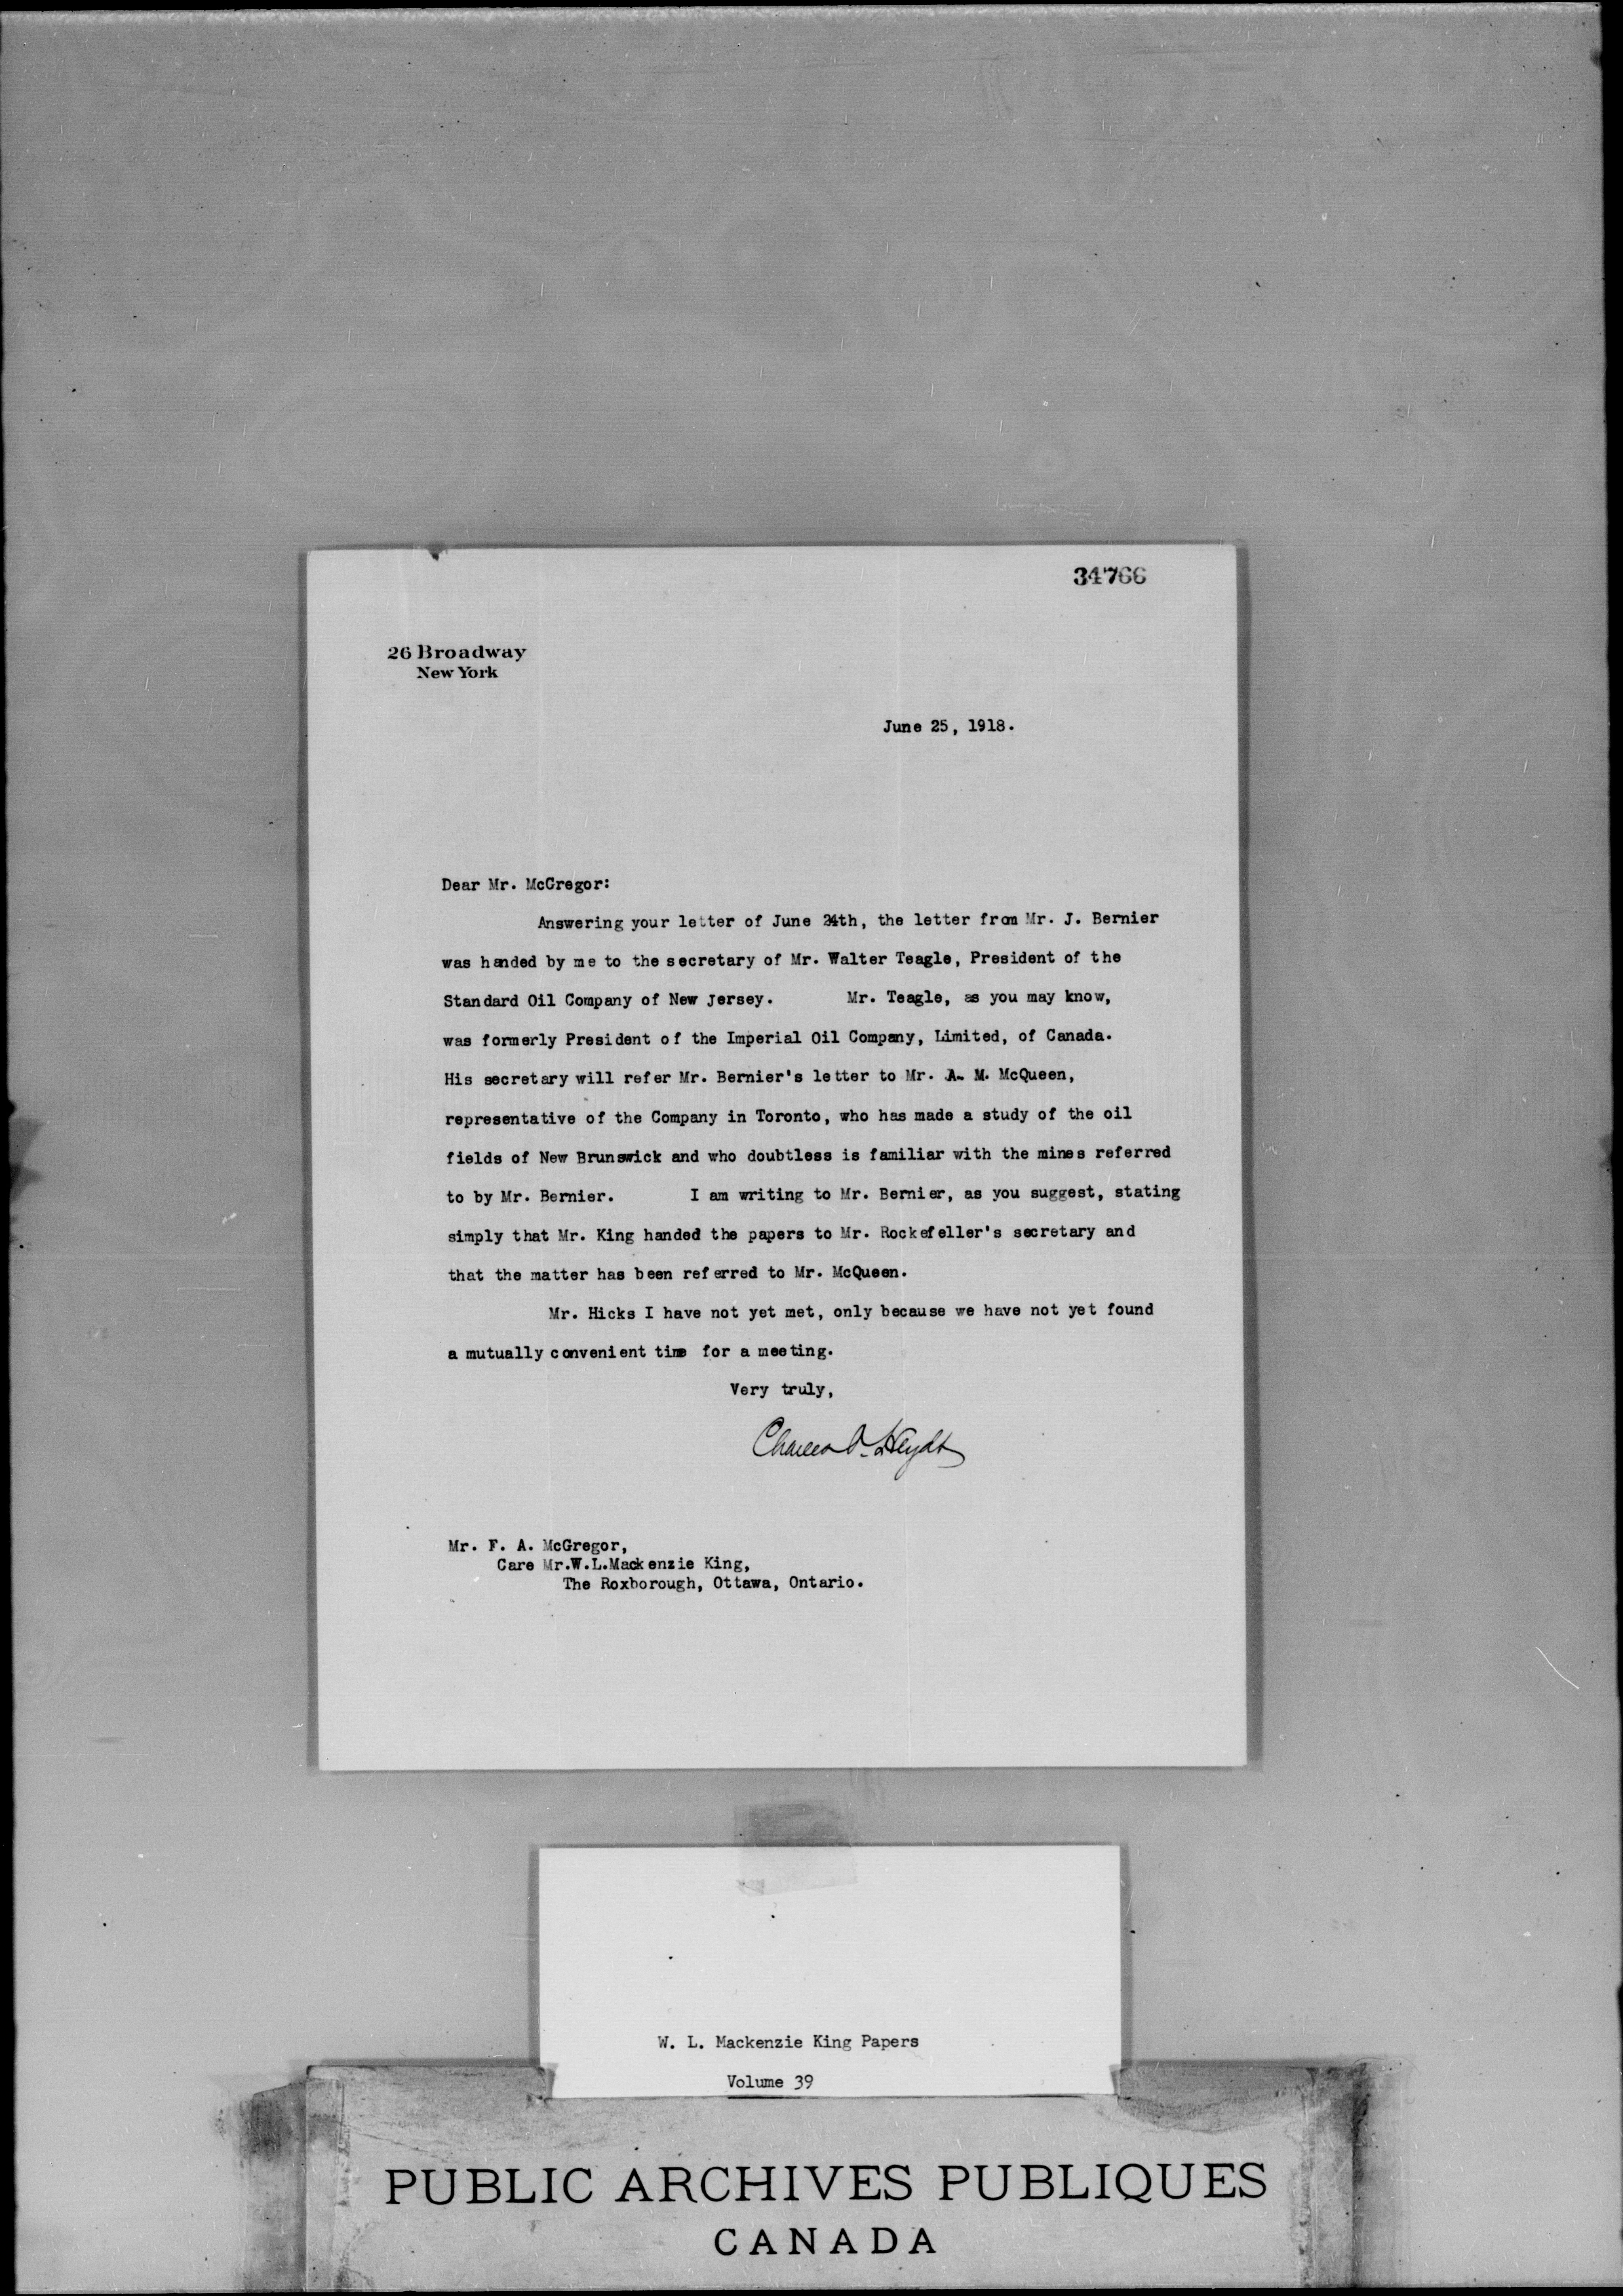 34766
26 Broadway
New York
June 25, 1918.
Dear Mr. McGregor:
Answering your letter of June 24th, the letter from Mr. J. Bernier
was handed by me to the secretary of Mr. Walter Teagle, President of the
Standard Oil Company of New Jersey. Mr. Teagle, as you may know,
was formerly President of the Imperial Oil Company, Limited, of Canada.
His secretary will refer Mr. Bernier's letter to Mr. A. M. McQueen,
representative of the Company in Toronto, who has made a study of the oil
fields of New Brunswick and who doubtless is familiar with the mines referred
to by Mr. Bernier. I am writing to Mr. Bernier, as you suggest, stating
simply that Mr. King handed the papers to Mr. Rockefeller's secretary and
that the matter has been referred to Mr. McQueen.
Mr. Hicks I have not yet met, only because we have not yet found
a mutually convenient time for a meeting.
Very truly,
Charles O. Heydt
Mr. F. A. McGregor,
Care Mr.W.L.Mackenzie King,
The Roxborough, Ottawa, Ontario.
W. L. Mackenzie King Papers
Volume 39
PUBLIC ARCHIVES PUBLIQUES
CANADA